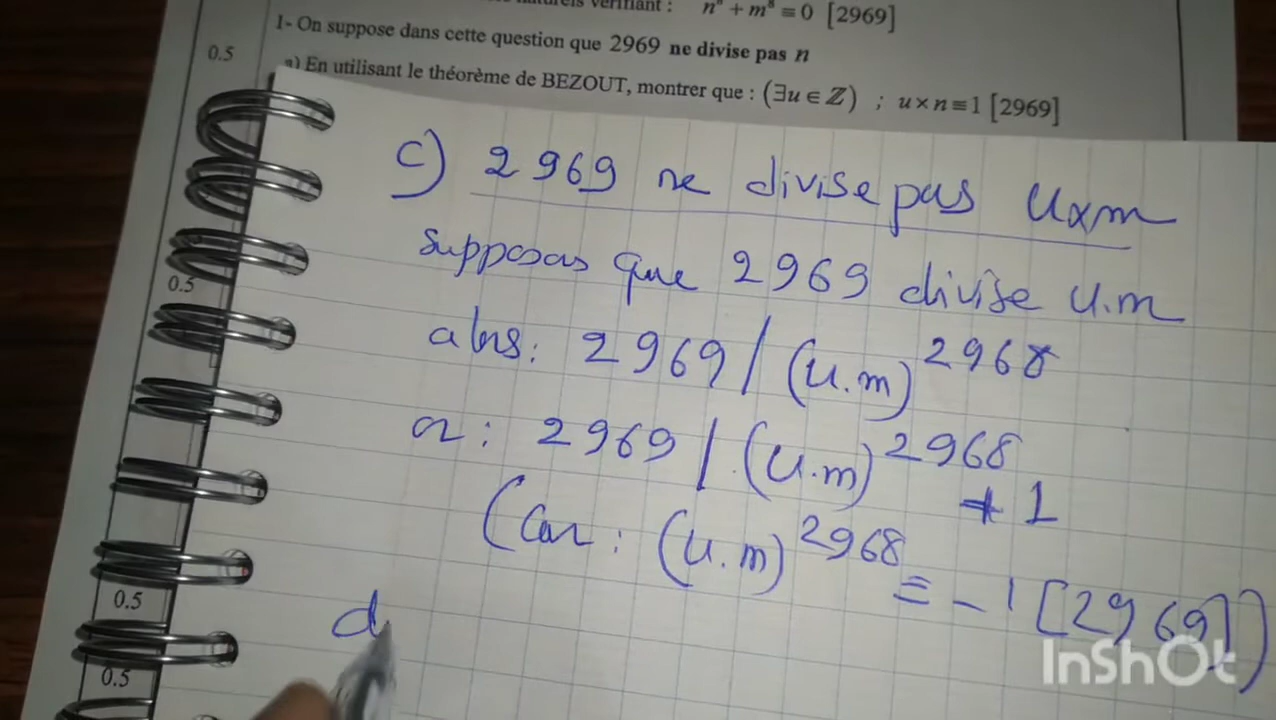 vérifiant : n⁸ + m⁸ ≡ 0 [2969]
1- On suppose dans cette question que 2969 ne divise pas n
0.5
a) En utilisant le théorème de BEZOUT, montrer que : (∃u ∈ Z) ; u × n ≡ 1 [2969]
c) 2969 ne divise pas u×m
supposons que 2969 divise u.m
0.5
alors : 2969 / (u.m)^2968
or : 2969 / (u.m)^2968 + 1
(Car : (u.m)^2968 ≡ -1 [2969])
d
0.5
0.5
InShOt